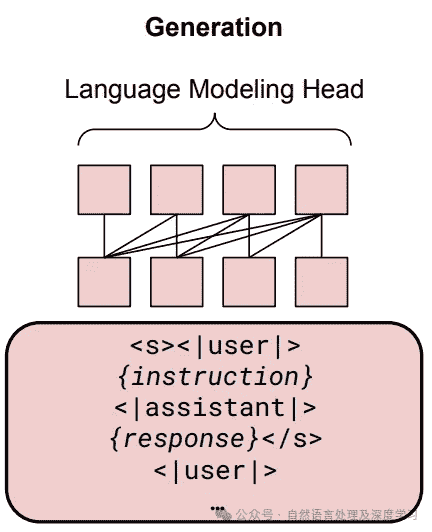 Generation
Language Modeling Head
<s><|user|>
{instruction}
<|assistant|>
{response}</s>
<|user|>
...
公众号 · 自然语言处理及深度学习